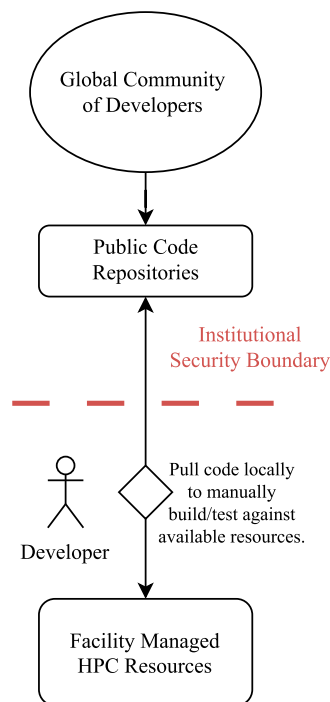 Global Community
of Developers
Public Code
Repositories
Institutional
Security Boundary
Pull code locally
to manually
build/test against
available resources.
Developer
Facility Managed
HPC Resources